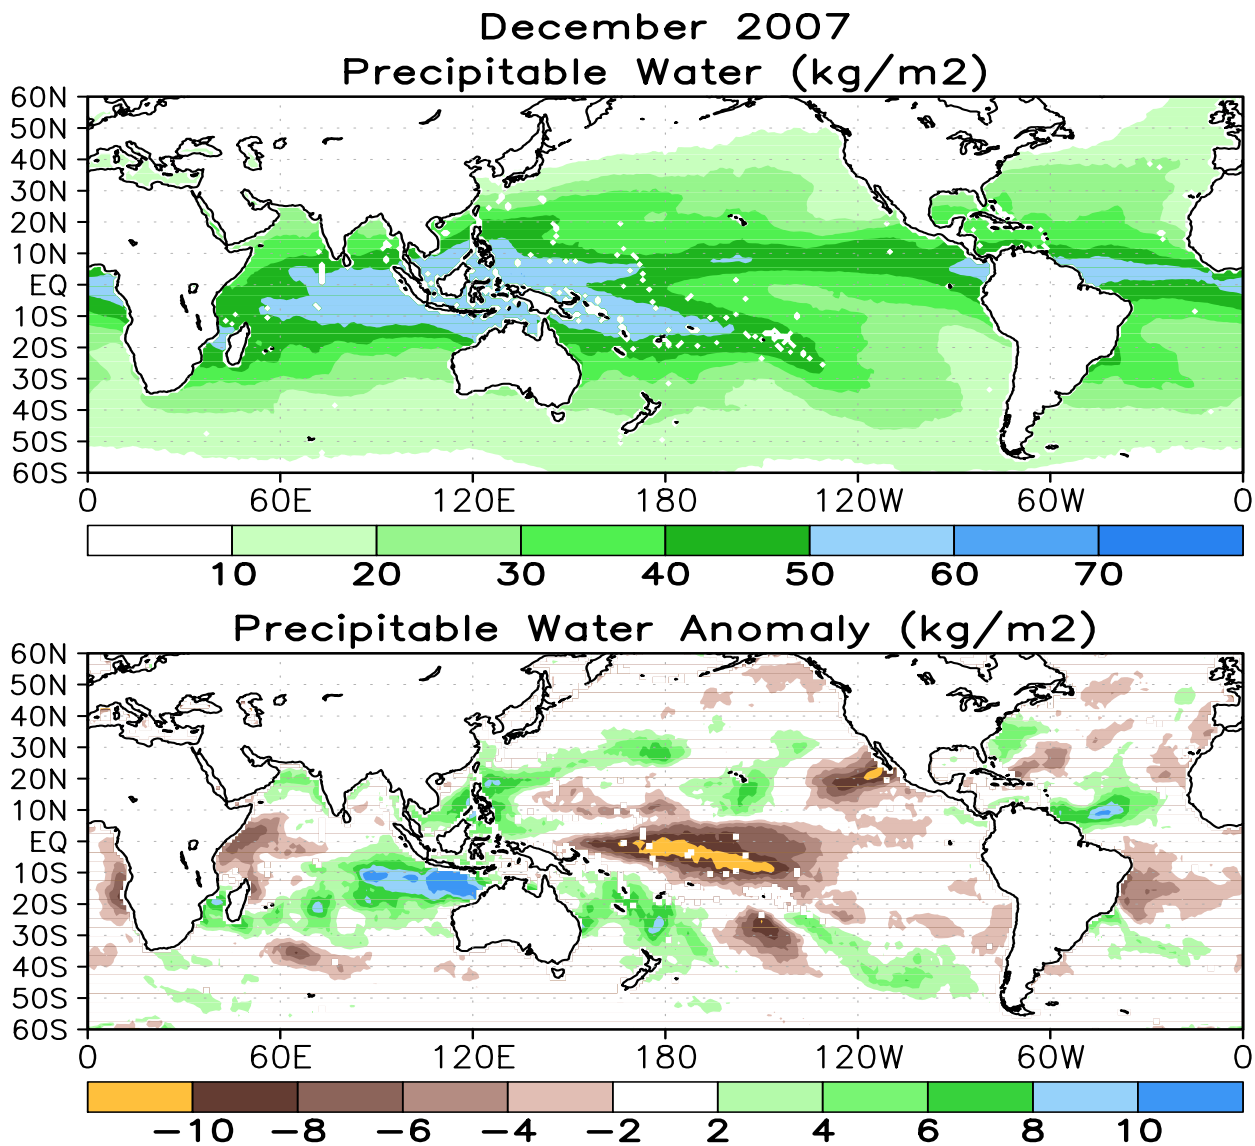 December 2007
Precipitable Water (kg/m2)
60N
50N
40N
30N
20N
10N
EQ
10S
20S
30S
40S
50S
60S
0 60E 120E 180 120W 60W 0
10 20 30 40 50 60 70
Precipitable Water Anomaly (kg/m2)
60N
50N
40N
30N
20N
10N
EQ
10S
20S
30S
40S
50S
60S
0 60E 120E 180 120W 60W 0
-10 -8 -6 -4 -2 2 4 6 8 10